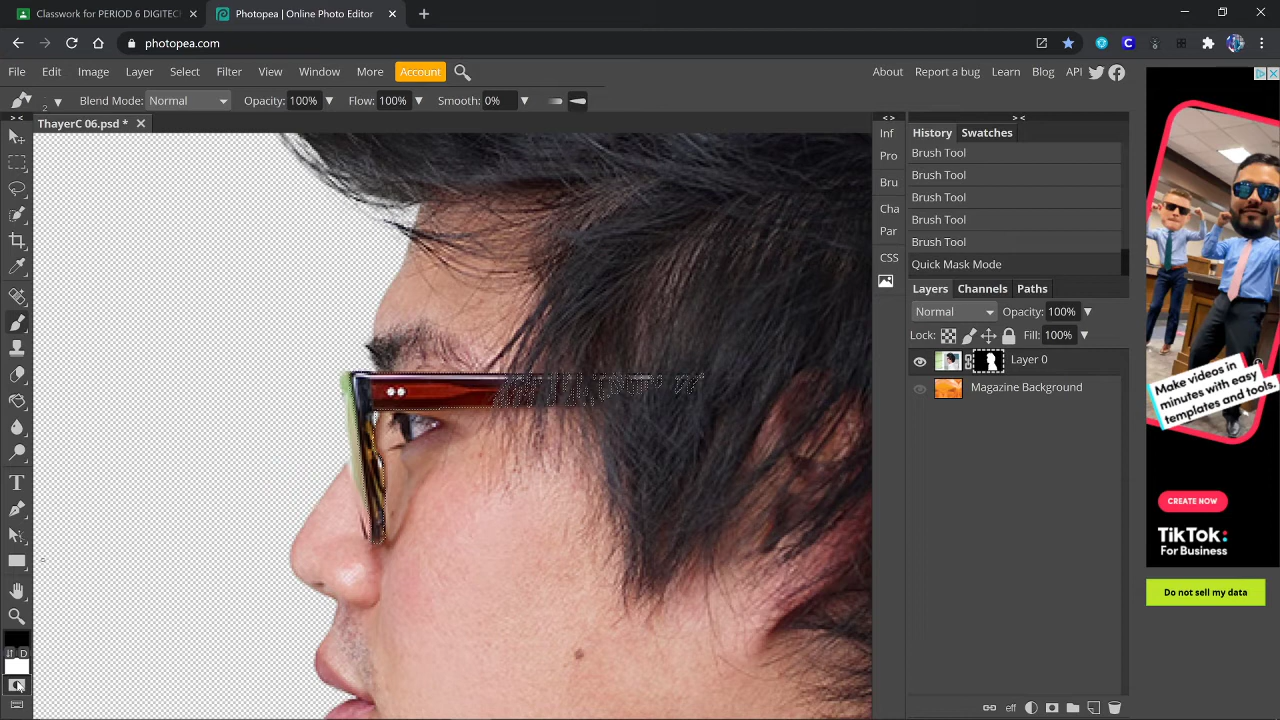 Classwork for PERIOD 6 DIGITECH
Photopea | Online Photo Editor
photopea.com
File Edit Image Layer Select Filter View Window More Account
About Report a bug Learn Blog API
2 Blend Mode: Normal Opacity: 100% Flow: 100% Smooth: 0%
ThayerC 06.psd *
Inf
Pro
Bru
Cha
Par
CSS
History Swatches
Brush Tool
Brush Tool
Brush Tool
Brush Tool
Brush Tool
Quick Mask Mode
Layers Channels Paths
Normal Opacity: 100%
Lock: Fill: 100%
Layer 0
Magazine Background
D
Make videos in
minutes with easy
templates and tools.
CREATE NOW
TikTok:
For Business
Do not sell my data